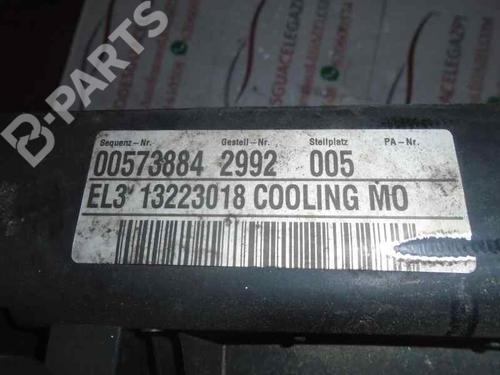 B-PARTS
Sequenz-Nr. Gestell-Nr. Stellplatz PA-Nr.
00573884 2992 005
EL3 13223018 COOLING MO